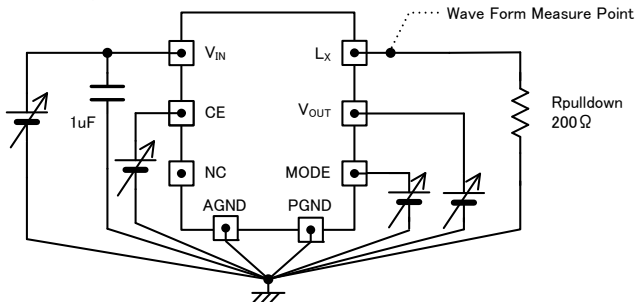 Wave Form Measure Point
VIN
LX
1uF
CE
VOUT
Rpulldown
200Ω
NC
MODE
AGND
PGND